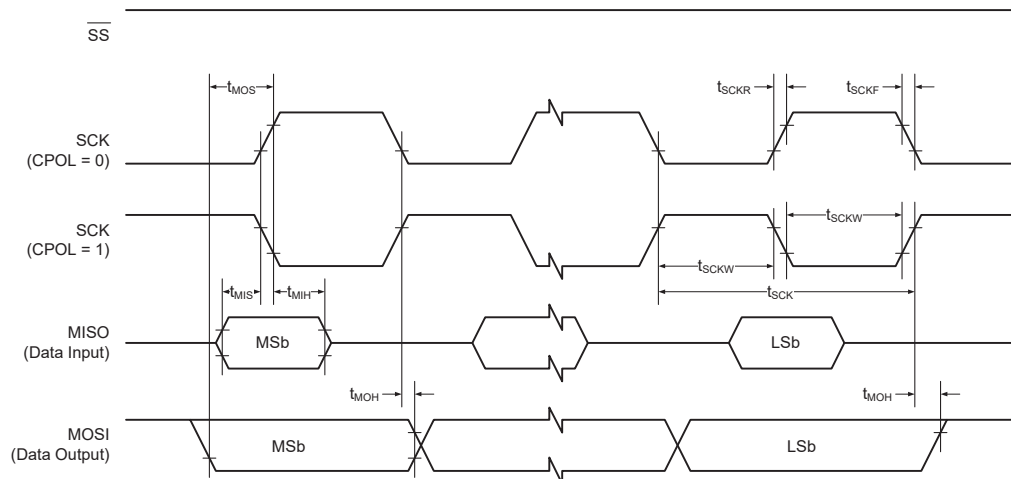 SS
tMOS
tSCKR
tSCKF
SCK
(CPOL = 0)
SCK
(CPOL = 1)
tSCKW
tSCKW
tSCK
tMIS
tMIH
MISO
(Data Input)
MSb
LSb
tMOH
tMOH
MOSI
(Data Output)
MSb
LSb